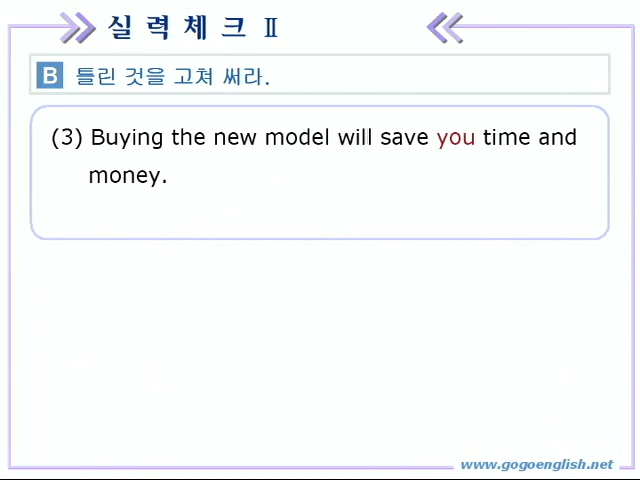 실력체크 Ⅱ
B 틀린 것을 고쳐 써라.
(3) Buying the new model will save you time and
money.
www.gogoenglish.net